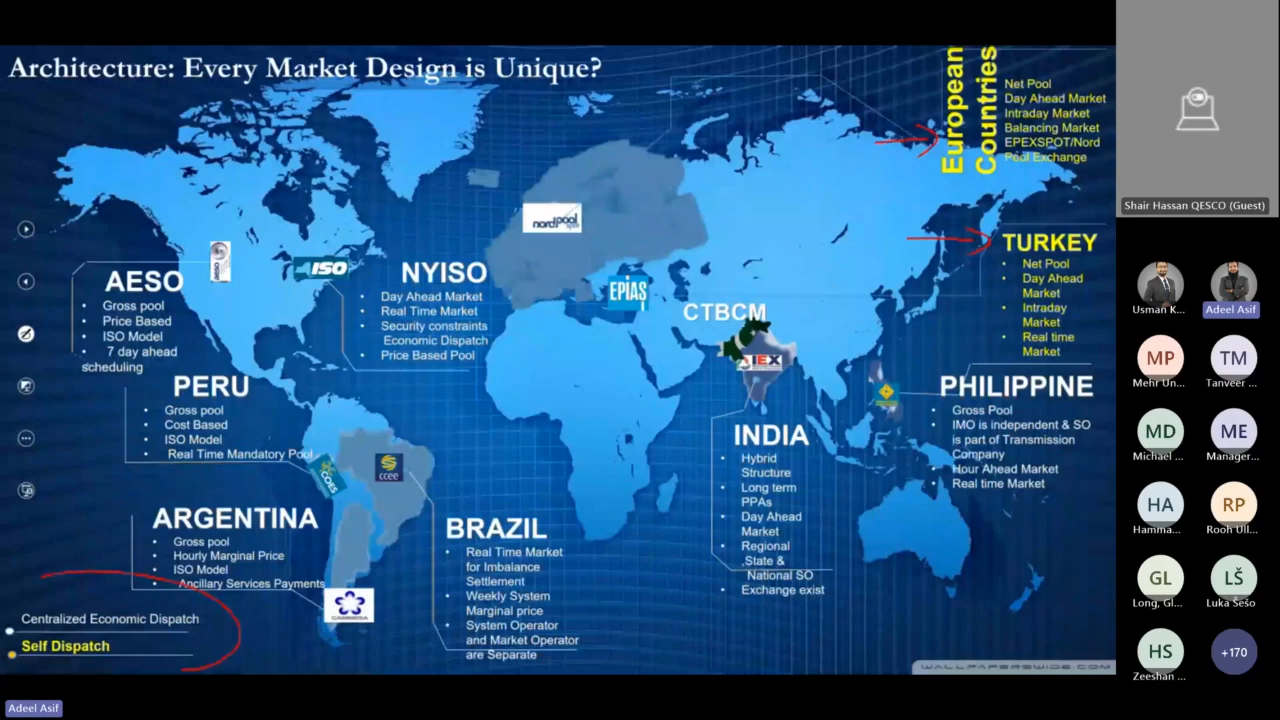 Architecture: Every Market Design is Unique?
European
Countries
Net Pool
Day Ahead Market
Intraday Market
Balancing Market
EPEXSPOT/Nord
Pool Exchange
nordpool
TURKEY
• Net Pool
• Day Ahead
Market
• Intraday
Market
• Real time
Market
AESO
• Gross pool
• Price Based
• ISO Model
• 7 day ahead
scheduling
ISO
NYISO
• Day Ahead Market
• Real Time Market
• Security constraints
Economic Dispatch
• Price Based Pool
EPİAŞ
CTBCM
IEX
PERU
• Gross pool
• Cost Based
• ISO Model
• Real Time Mandatory Pool
COES
ccee
PHILIPPINE
• Gross Pool
• IMO is independent & SO
is part of Transmission
Company
• Hour Ahead Market
• Real time Market
INDIA
• Hybrid
Structure
• Long term
PPAs
• Day Ahead
Market
• Regional
,State &
National SO
• Exchange exist
ARGENTINA
• Gross pool
• Hourly Marginal Price
• ISO Model
• Ancillary Services Payments
CAMMESA
BRAZIL
• Real Time Market
for Imbalance
Settlement
• Weekly System
Marginal price
• System Operator
and Market Operator
are Separate
Centralized Economic Dispatch
Self Dispatch
WALLPAPERSWIDE.COM
Adeel Asif
Shair Hassan QESCO (Guest)
Usman K...
Adeel Asif
MP
Mehr Un...
TM
Tanveer ...
MD
Michael ...
ME
Manager...
HA
Hamma...
RP
Rooh Ull...
GL
Long, Gl...
LŠ
Luka Šešo
HS
Zeeshan ...
+170